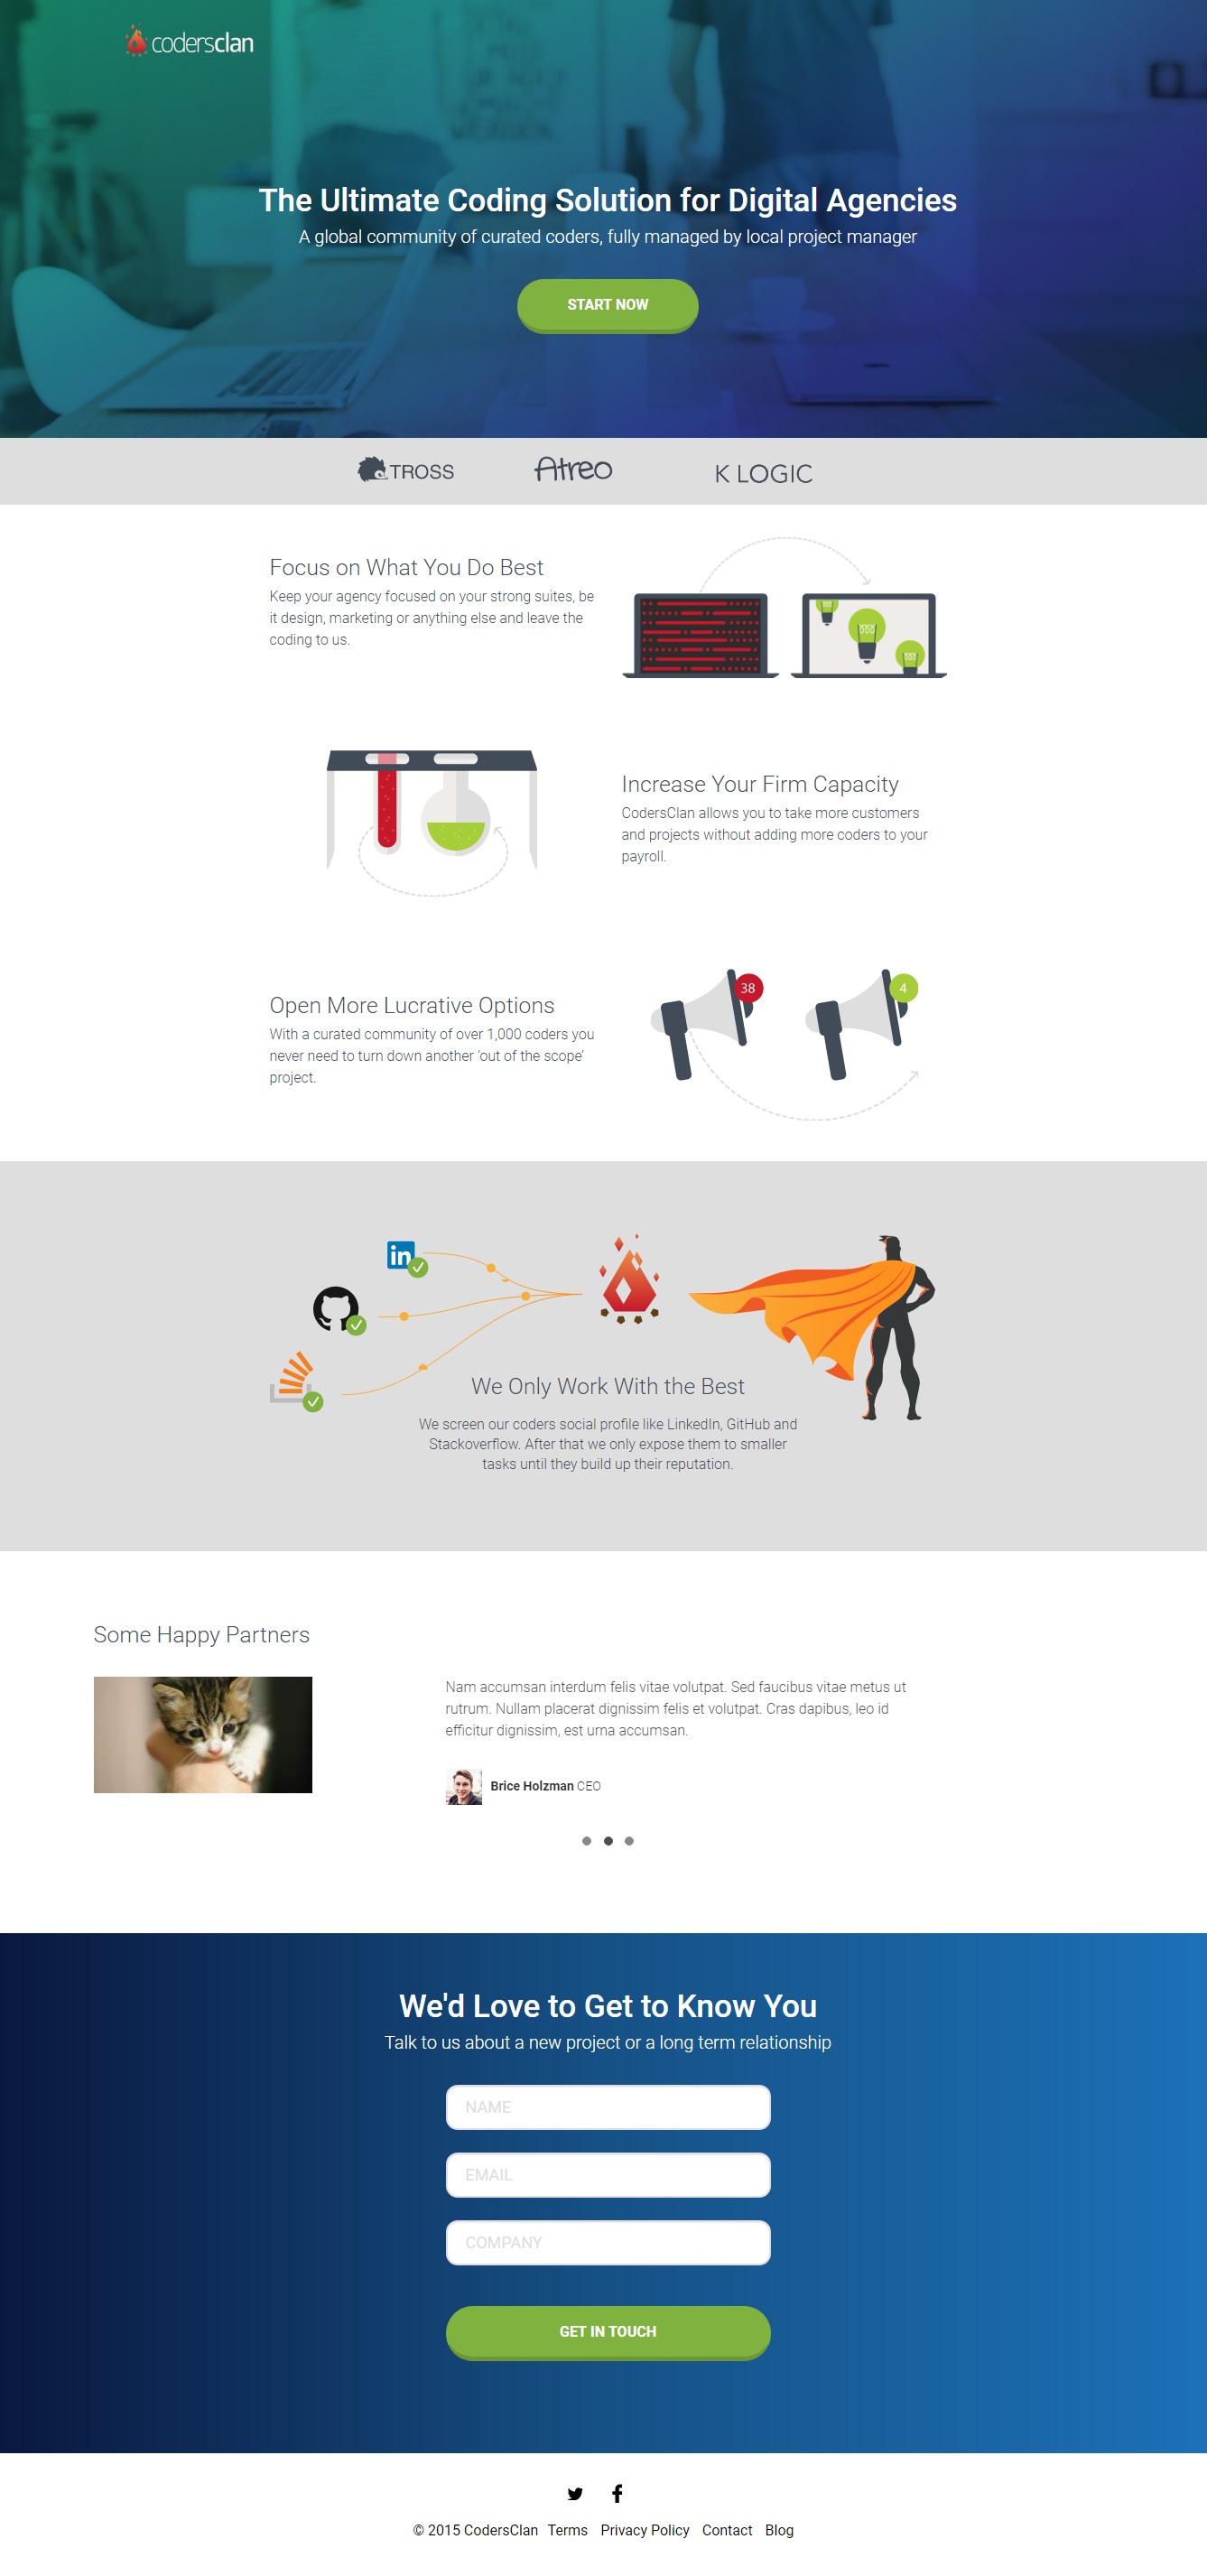 codersclan
The Ultimate Coding Solution for Digital Agencies
A global community of curated coders, fully managed by local project manager
START NOW
TROSS
Atreo
K LOGIC
Focus on What You Do Best
Keep your agency focused on your strong suites, be
it design, marketing or anything else and leave the
coding to us.
Increase Your Firm Capacity
CodersClan allows you to take more customers
and projects without adding more coders to your
payroll.
38
4
Open More Lucrative Options
With a curated community of over 1,000 coders you
never need to turn down another ‘out of the scope’
project.
in
We Only Work With the Best
We screen our coders social profile like LinkedIn, GitHub and
Stackoverflow. After that we only expose them to smaller
tasks until they build up their reputation.
Some Happy Partners
Nam accumsan interdum felis vitae volutpat. Sed faucibus vitae metus ut
rutrum. Nullam placerat dignissim felis et volutpat. Cras dapibus, leo id
efficitur dignissim, est urna accumsan.
Brice Holzman CEO
We'd Love to Get to Know You
Talk to us about a new project or a long term relationship
NAME
EMAIL
COMPANY
GET IN TOUCH
© 2015 CodersClan Terms Privacy Policy Contact Blog